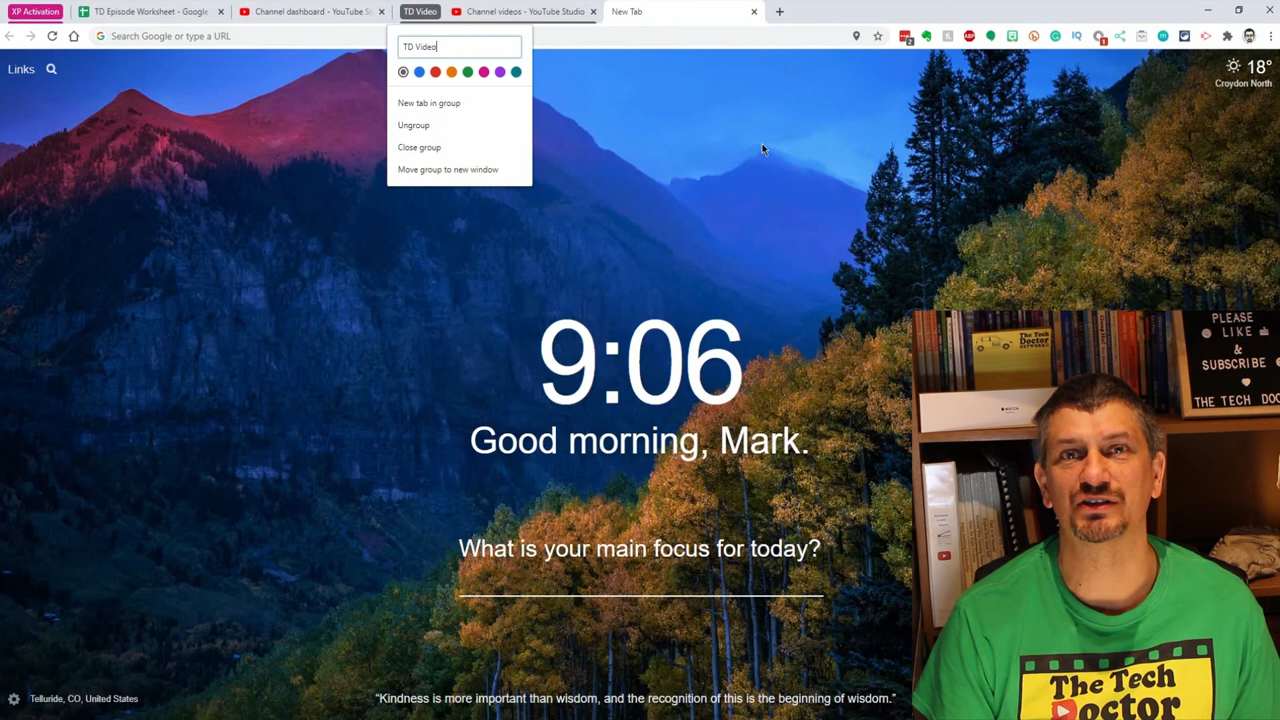 XP Activation
TD Episode Worksheet - Google
Channel dashboard - YouTube St
TD Video
Channel videos - YouTube Studio
New Tab
Search Google or type a URL
TD Video
New tab in group
Ungroup
Close group
Move group to new window
Links
18°
Croydon North
9:06
Good morning, Mark.
What is your main focus for today?
Telluride, CO, United States
“Kindness is more important than wisdom, and the recognition of this is the beginning of wisdom.”
The Tech
Doctor
NETWORK
WATCH
PLEASE
LIKE
&
SUBSCRIBE
THE TECH DOC
The Tech
Doctor